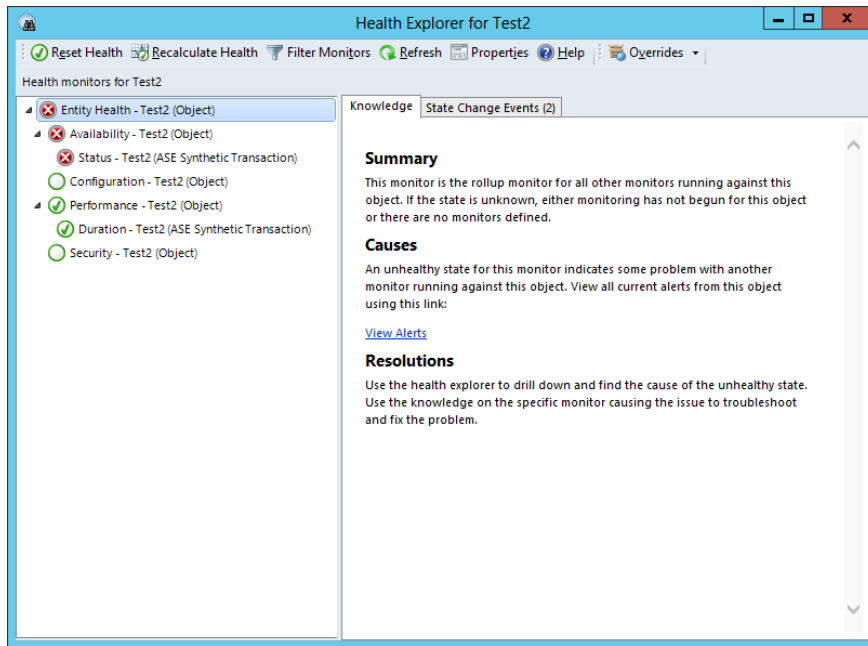 Health Explorer for Test2
Reset Health Recalculate Health Filter Monitors Refresh Properties Help Overrides
Health monitors for Test2
Entity Health - Test2 (Object)
Availability - Test2 (Object)
Status - Test2 (ASE Synthetic Transaction)
Configuration - Test2 (Object)
Performance - Test2 (Object)
Duration - Test2 (ASE Synthetic Transaction)
Security - Test2 (Object)
Knowledge State Change Events (2)
Summary
This monitor is the rollup monitor for all other monitors running against this
object. If the state is unknown, either monitoring has not begun for this object
or there are no monitors defined.
Causes
An unhealthy state for this monitor indicates some problem with another
monitor running against this object. View all current alerts from this object
using this link:
View Alerts
Resolutions
Use the health explorer to drill down and find the cause of the unhealthy state.
Use the knowledge on the specific monitor causing the issue to troubleshoot
and fix the problem.